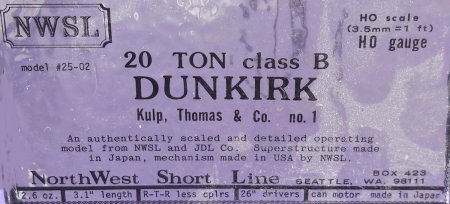 NWSL
HO scale
(3.5mm = 1 ft)
HO gauge
model #25-02
20 TON class B
DUNKIRK
Kulp, Thomas & Co. no.1
An authentically scaled and detailed operating
model from NWSL and JDL Co. Superstructure made
in Japan, mechanism made in USA by NWSL.
NorthWest Short Line
BOX 423
SEATTLE, WA. 98111
2.6 oz. 3.1" length R-T-R less cplrs 26" drivers can motor made in Japan